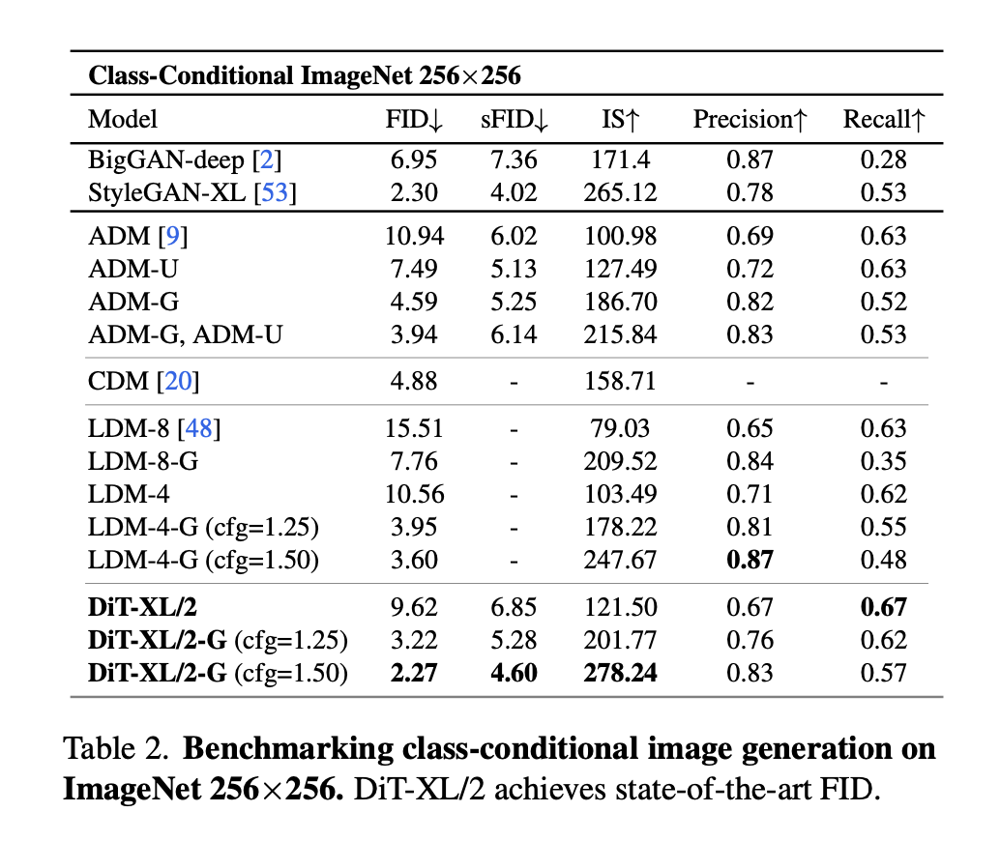 Class-Conditional ImageNet 256×256
Model FID↓ sFID↓ IS↑ Precision↑ Recall↑
BigGAN-deep [2] 6.95 7.36 171.4 0.87 0.28
StyleGAN-XL [53] 2.30 4.02 265.12 0.78 0.53
ADM [9] 10.94 6.02 100.98 0.69 0.63
ADM-U 7.49 5.13 127.49 0.72 0.63
ADM-G 4.59 5.25 186.70 0.82 0.52
ADM-G, ADM-U 3.94 6.14 215.84 0.83 0.53
CDM [20] 4.88 - 158.71 - -
LDM-8 [48] 15.51 - 79.03 0.65 0.63
LDM-8-G 7.76 - 209.52 0.84 0.35
LDM-4 10.56 - 103.49 0.71 0.62
LDM-4-G (cfg=1.25) 3.95 - 178.22 0.81 0.55
LDM-4-G (cfg=1.50) 3.60 - 247.67 0.87 0.48
DiT-XL/2 9.62 6.85 121.50 0.67 0.67
DiT-XL/2-G (cfg=1.25) 3.22 5.28 201.77 0.76 0.62
DiT-XL/2-G (cfg=1.50) 2.27 4.60 278.24 0.83 0.57
Table 2. Benchmarking class-conditional image generation on
ImageNet 256×256. DiT-XL/2 achieves state-of-the-art FID.